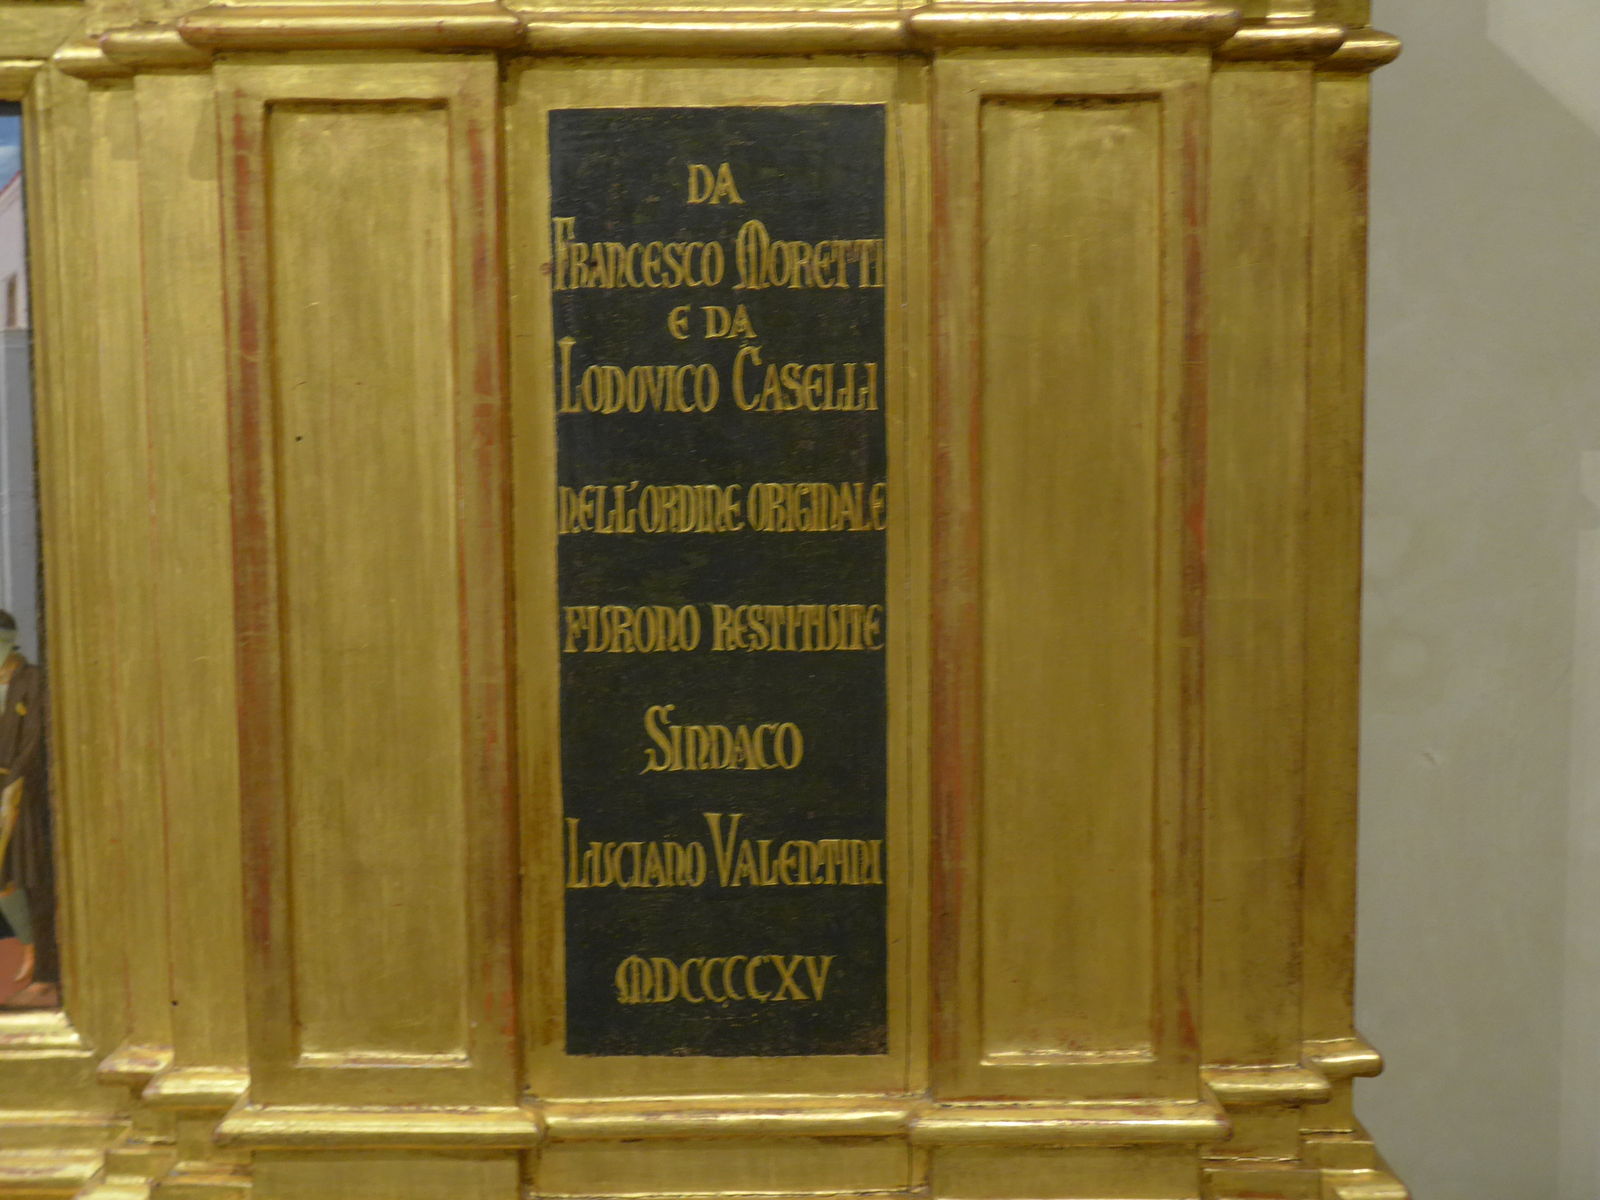 DA
FRANCESCO MORETTI
E DA
LODOVICO CASELLI
NELL'ORDINE ORIGINALE
FURONO RESTITUITE
SINDACO
LUCIANO VALENTINI
MDCCCCXV